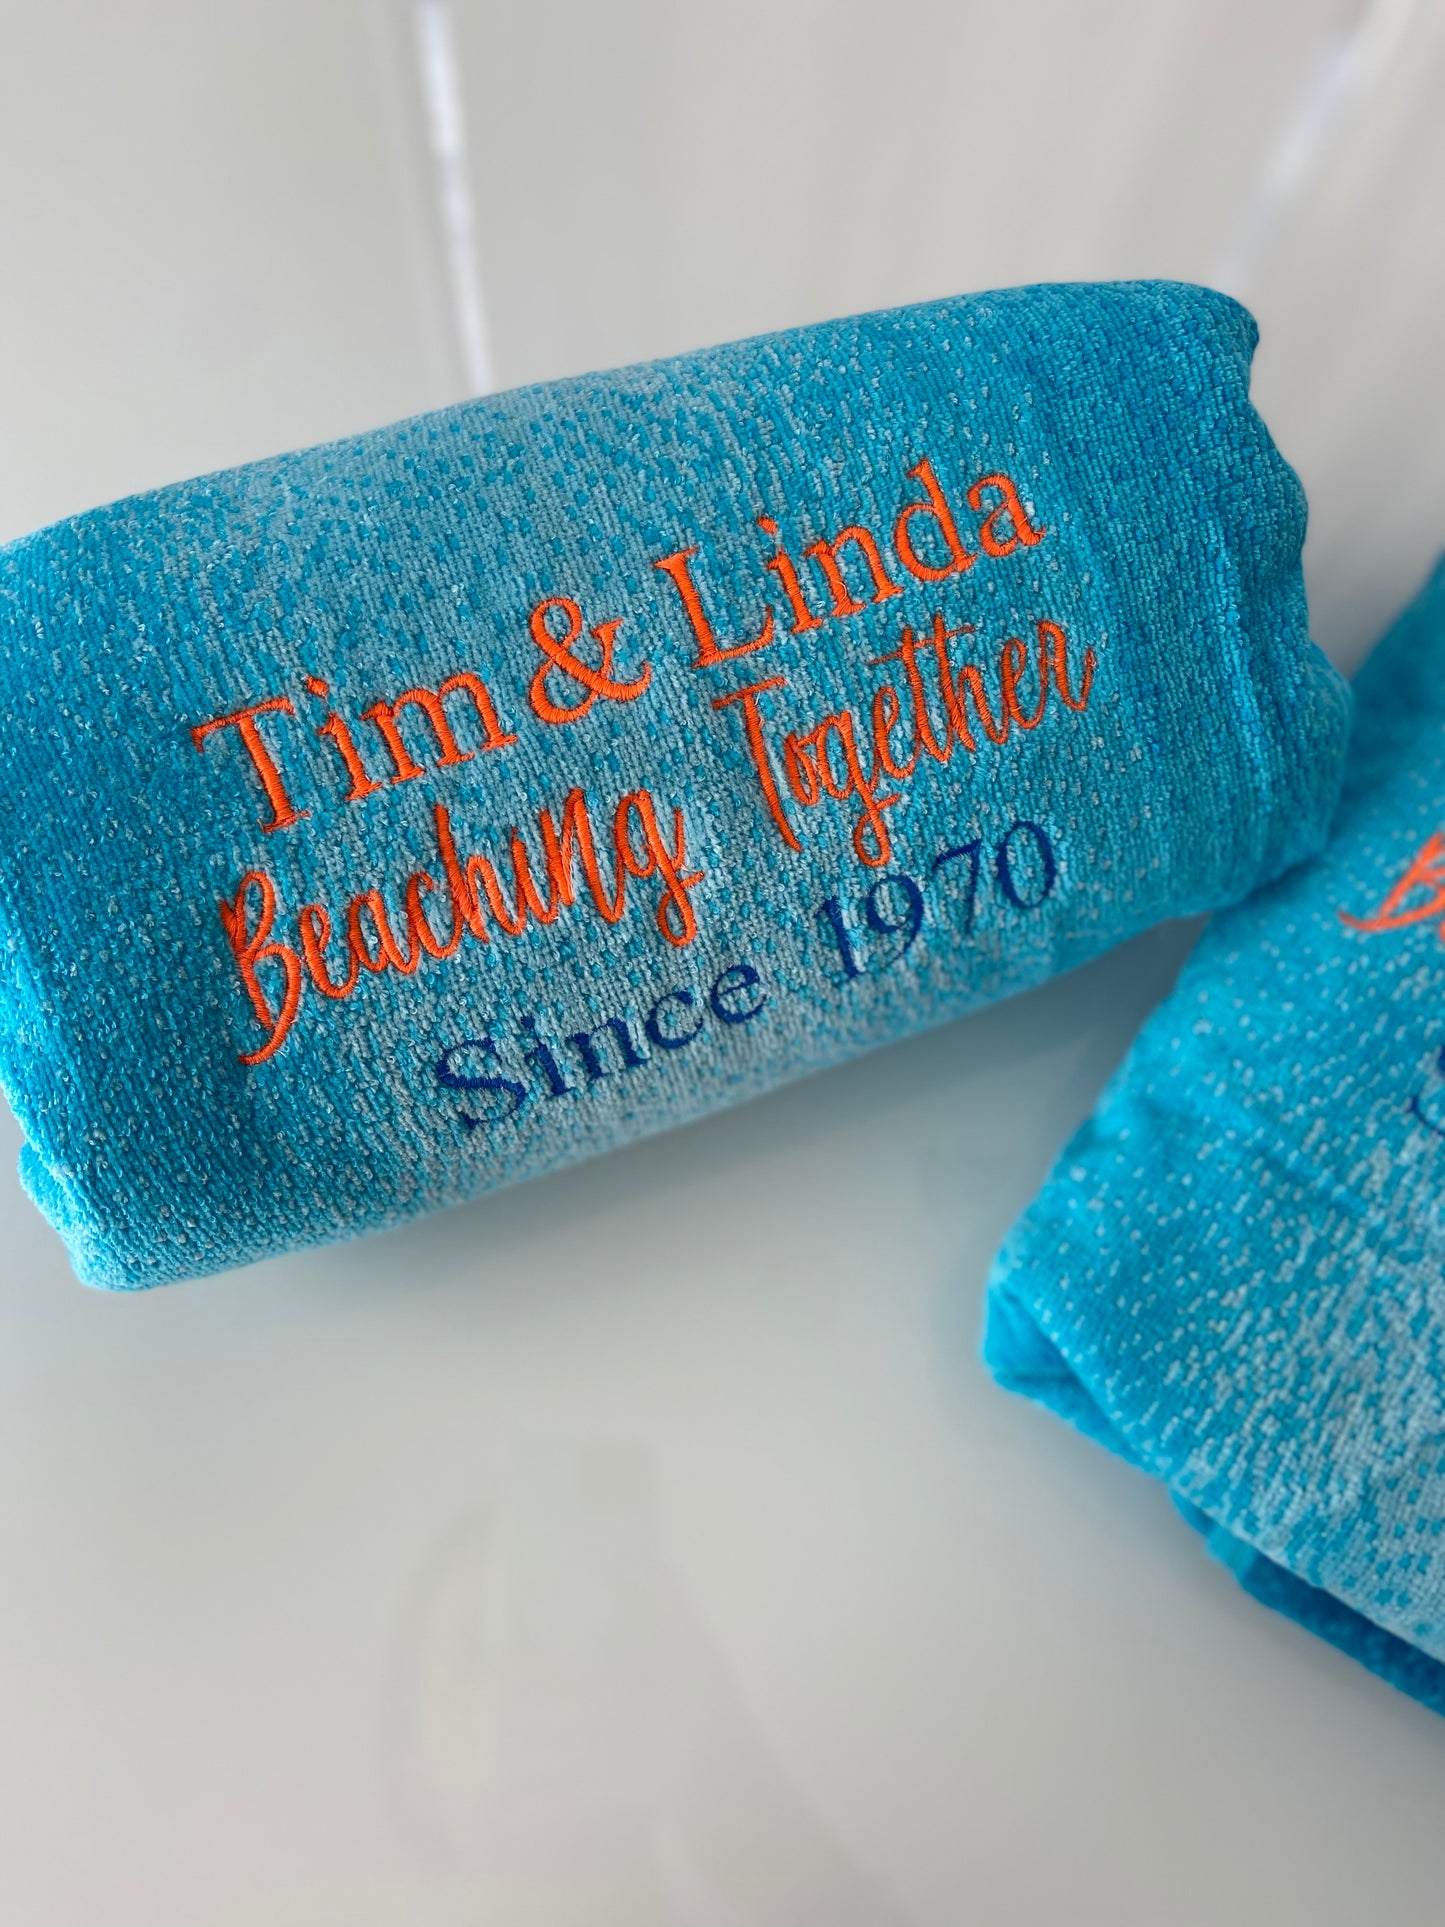 Tim & Linda
Beaching Together
Since 1970